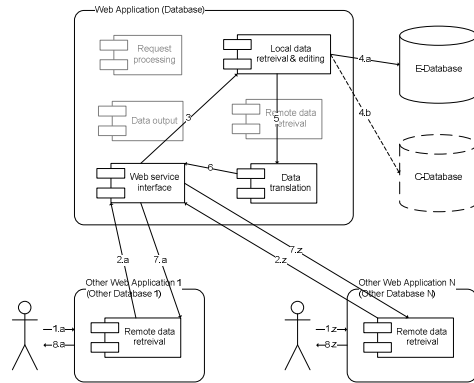 Web Application (Database)
Request
processing
Local data
retreival & editing
4.a
E-Database
Data output
3
Remote data
retreival
5
4.b
C-Database
6
Web service
interface
Data
translation
2.a
7.a
2.z
7.z
Other Web Application 1
(Other Database 1)
Other Web Application N
(Other Database N)
1.a
8.a
Remote data
retreival
1.z
8.z
Remote data
retreival